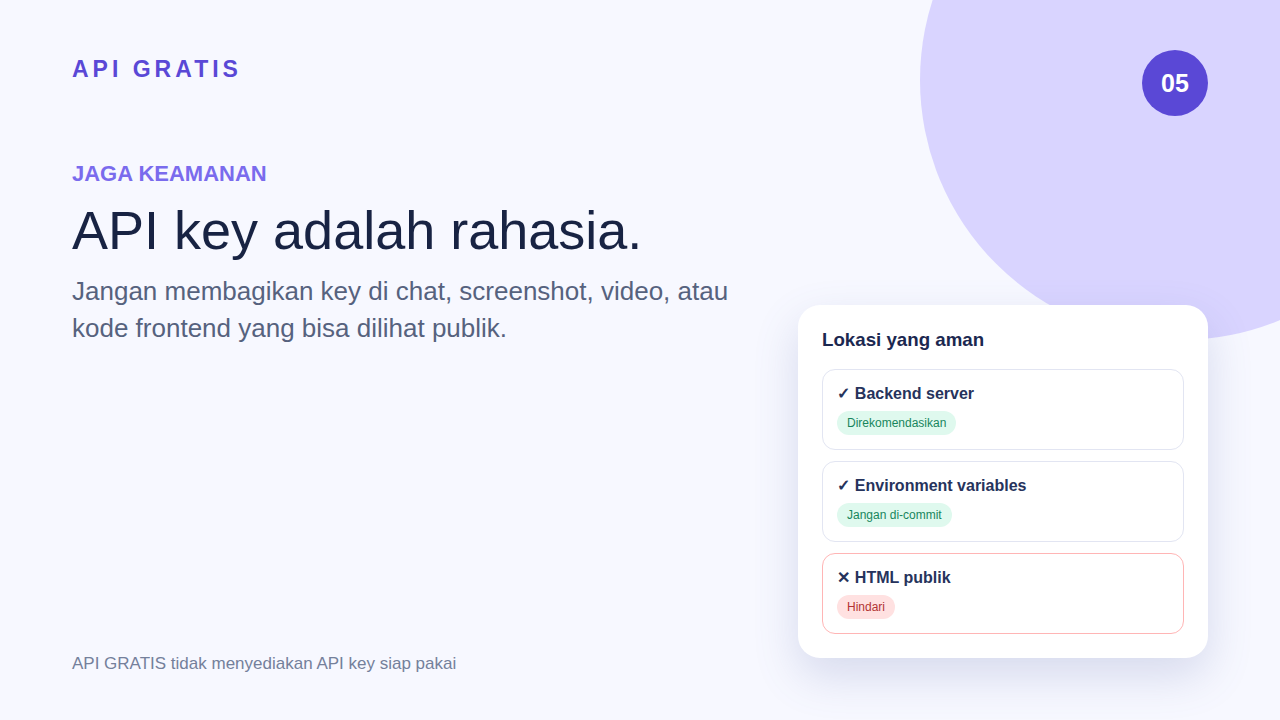 API GRATIS
05
JAGA KEAMANAN
API key adalah rahasia.
Jangan membagikan key di chat, screenshot, video, atau
kode frontend yang bisa dilihat publik.
Lokasi yang aman
✓ Backend server
Direkomendasikan
✓ Environment variables
Jangan di-commit
✕ HTML publik
Hindari
API GRATIS tidak menyediakan API key siap pakai